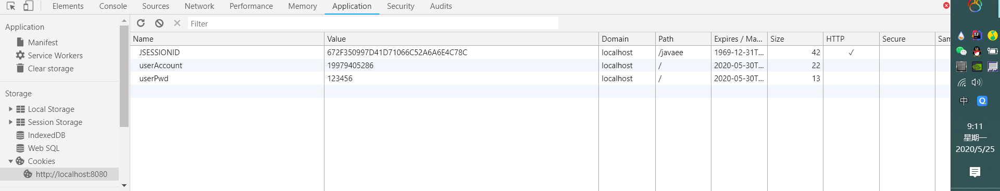 Elements Console Sources Network Performance Memory Application Security Audits
Application
Manifest
Service Workers
Clear storage
Storage
Local Storage
Session Storage
IndexedDB
Web SQL
Cookies
http://localhost:8080
Filter
Name Value Domain Path Expires / Ma... Size HTTP Secure Sam
JSESSIONID 672F350997D41D71066C52A6A6E4C78C localhost /javaee 1969-12-31T... 42 ✓
userAccount 19979405286 localhost / 2020-05-30T... 22
userPwd 123456 localhost / 2020-05-30T... 13
中
9:11
星期一
2020/5/25